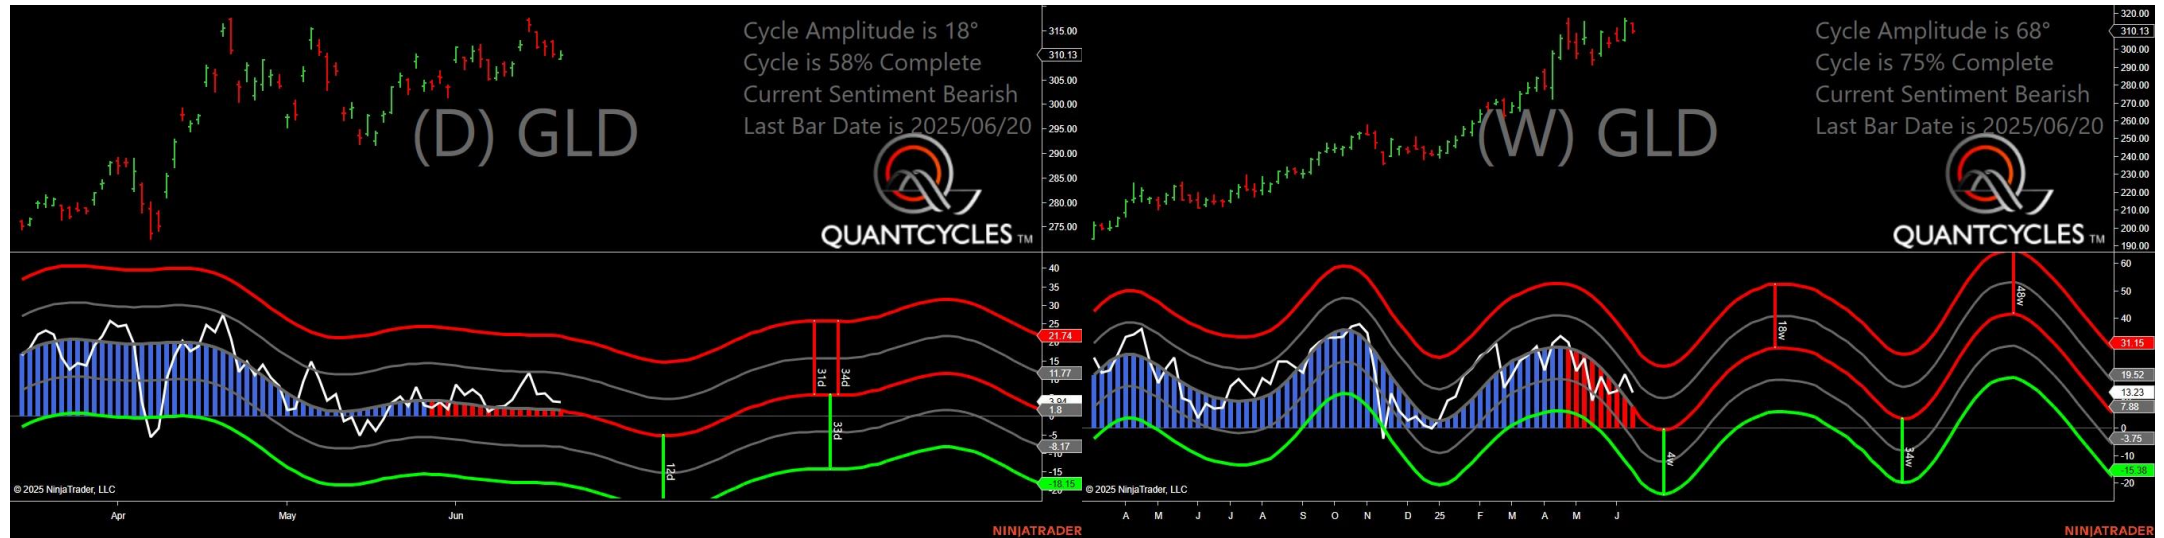 Cycle Amplitude is 18°
Cycle is 58% Complete
Current Sentiment Bearish
Last Bar Date is 2025/06/20
(D) GLD
QUANTCYCLES TM
315.00
310.13
305.00
300.00
295.00
290.00
285.00
280.00
275.00
40
35
30
25
21.74
20
15
11.77
3.94
1.8
-5
-8.17
-15
-18.15
31d
34d
33d
12d
© 2025 NinjaTrader, LLC
Apr May Jun
NINJATRADER
Cycle Amplitude is 68°
Cycle is 75% Complete
Current Sentiment Bearish
Last Bar Date is 2025/06/20
(W) GLD
QUANTCYCLES TM
320.00
310.13
300.00
290.00
280.00
270.00
260.00
250.00
240.00
230.00
220.00
210.00
200.00
190.00
60
50
40
31.15
19.52
13.23
7.88
0
-3.75
-10
-15.38
-20
48w
18w
4w
34w
© 2025 NinjaTrader, LLC
A M J J A S O N D 25 F M A M J
NINJATRADER